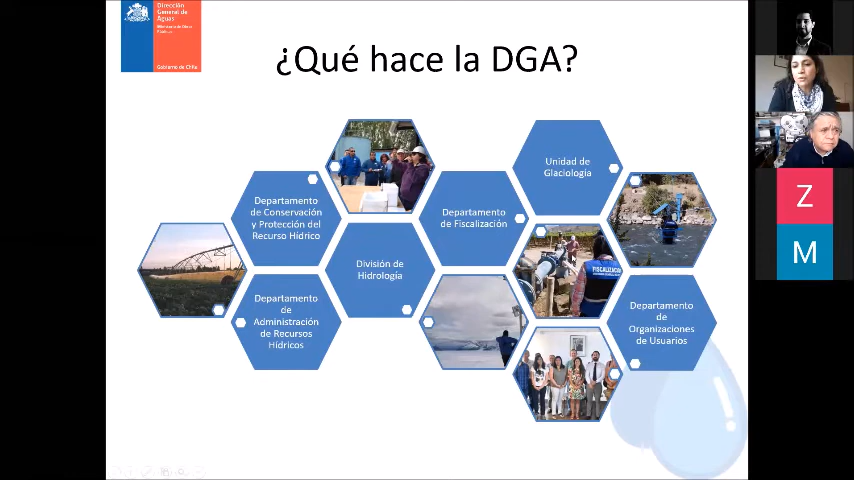 Dirección
General de
Aguas
Ministerio de Obras
Públicas
Gobierno de Chile
¿Qué hace la DGA?
Unidad de
Glaciología
Departamento
de Conservación
y Protección del
Recurso Hídrico
Departamento
de Fiscalización
División de
Hidrología
FISCALIZACIÓN
Departamento
de
Administración
de Recursos
Hídricos
Departamento
de
Organizaciones
de Usuarios
Z
M